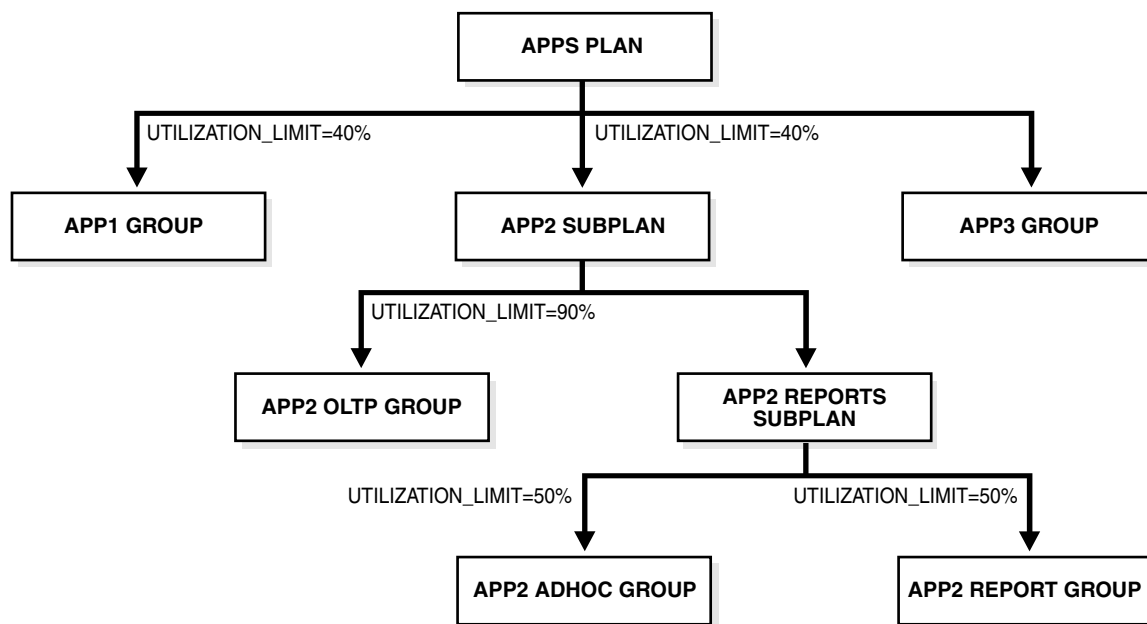 APPS PLAN
UTILIZATION_LIMIT=40%
UTILIZATION_LIMIT=40%
APP1 GROUP
APP2 SUBPLAN
APP3 GROUP
UTILIZATION_LIMIT=90%
APP2 OLTP GROUP
APP2 REPORTS
SUBPLAN
UTILIZATION_LIMIT=50%
UTILIZATION_LIMIT=50%
APP2 ADHOC GROUP
APP2 REPORT GROUP